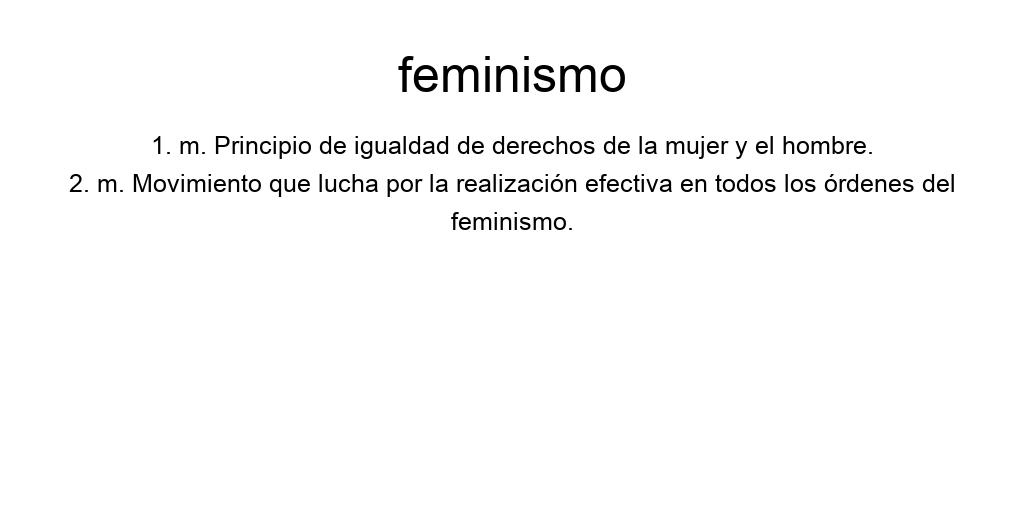 feminismo
1. m. Principio de igualdad de derechos de la mujer y el hombre.
2. m. Movimiento que lucha por la realización efectiva en todos los órdenes del
feminismo.